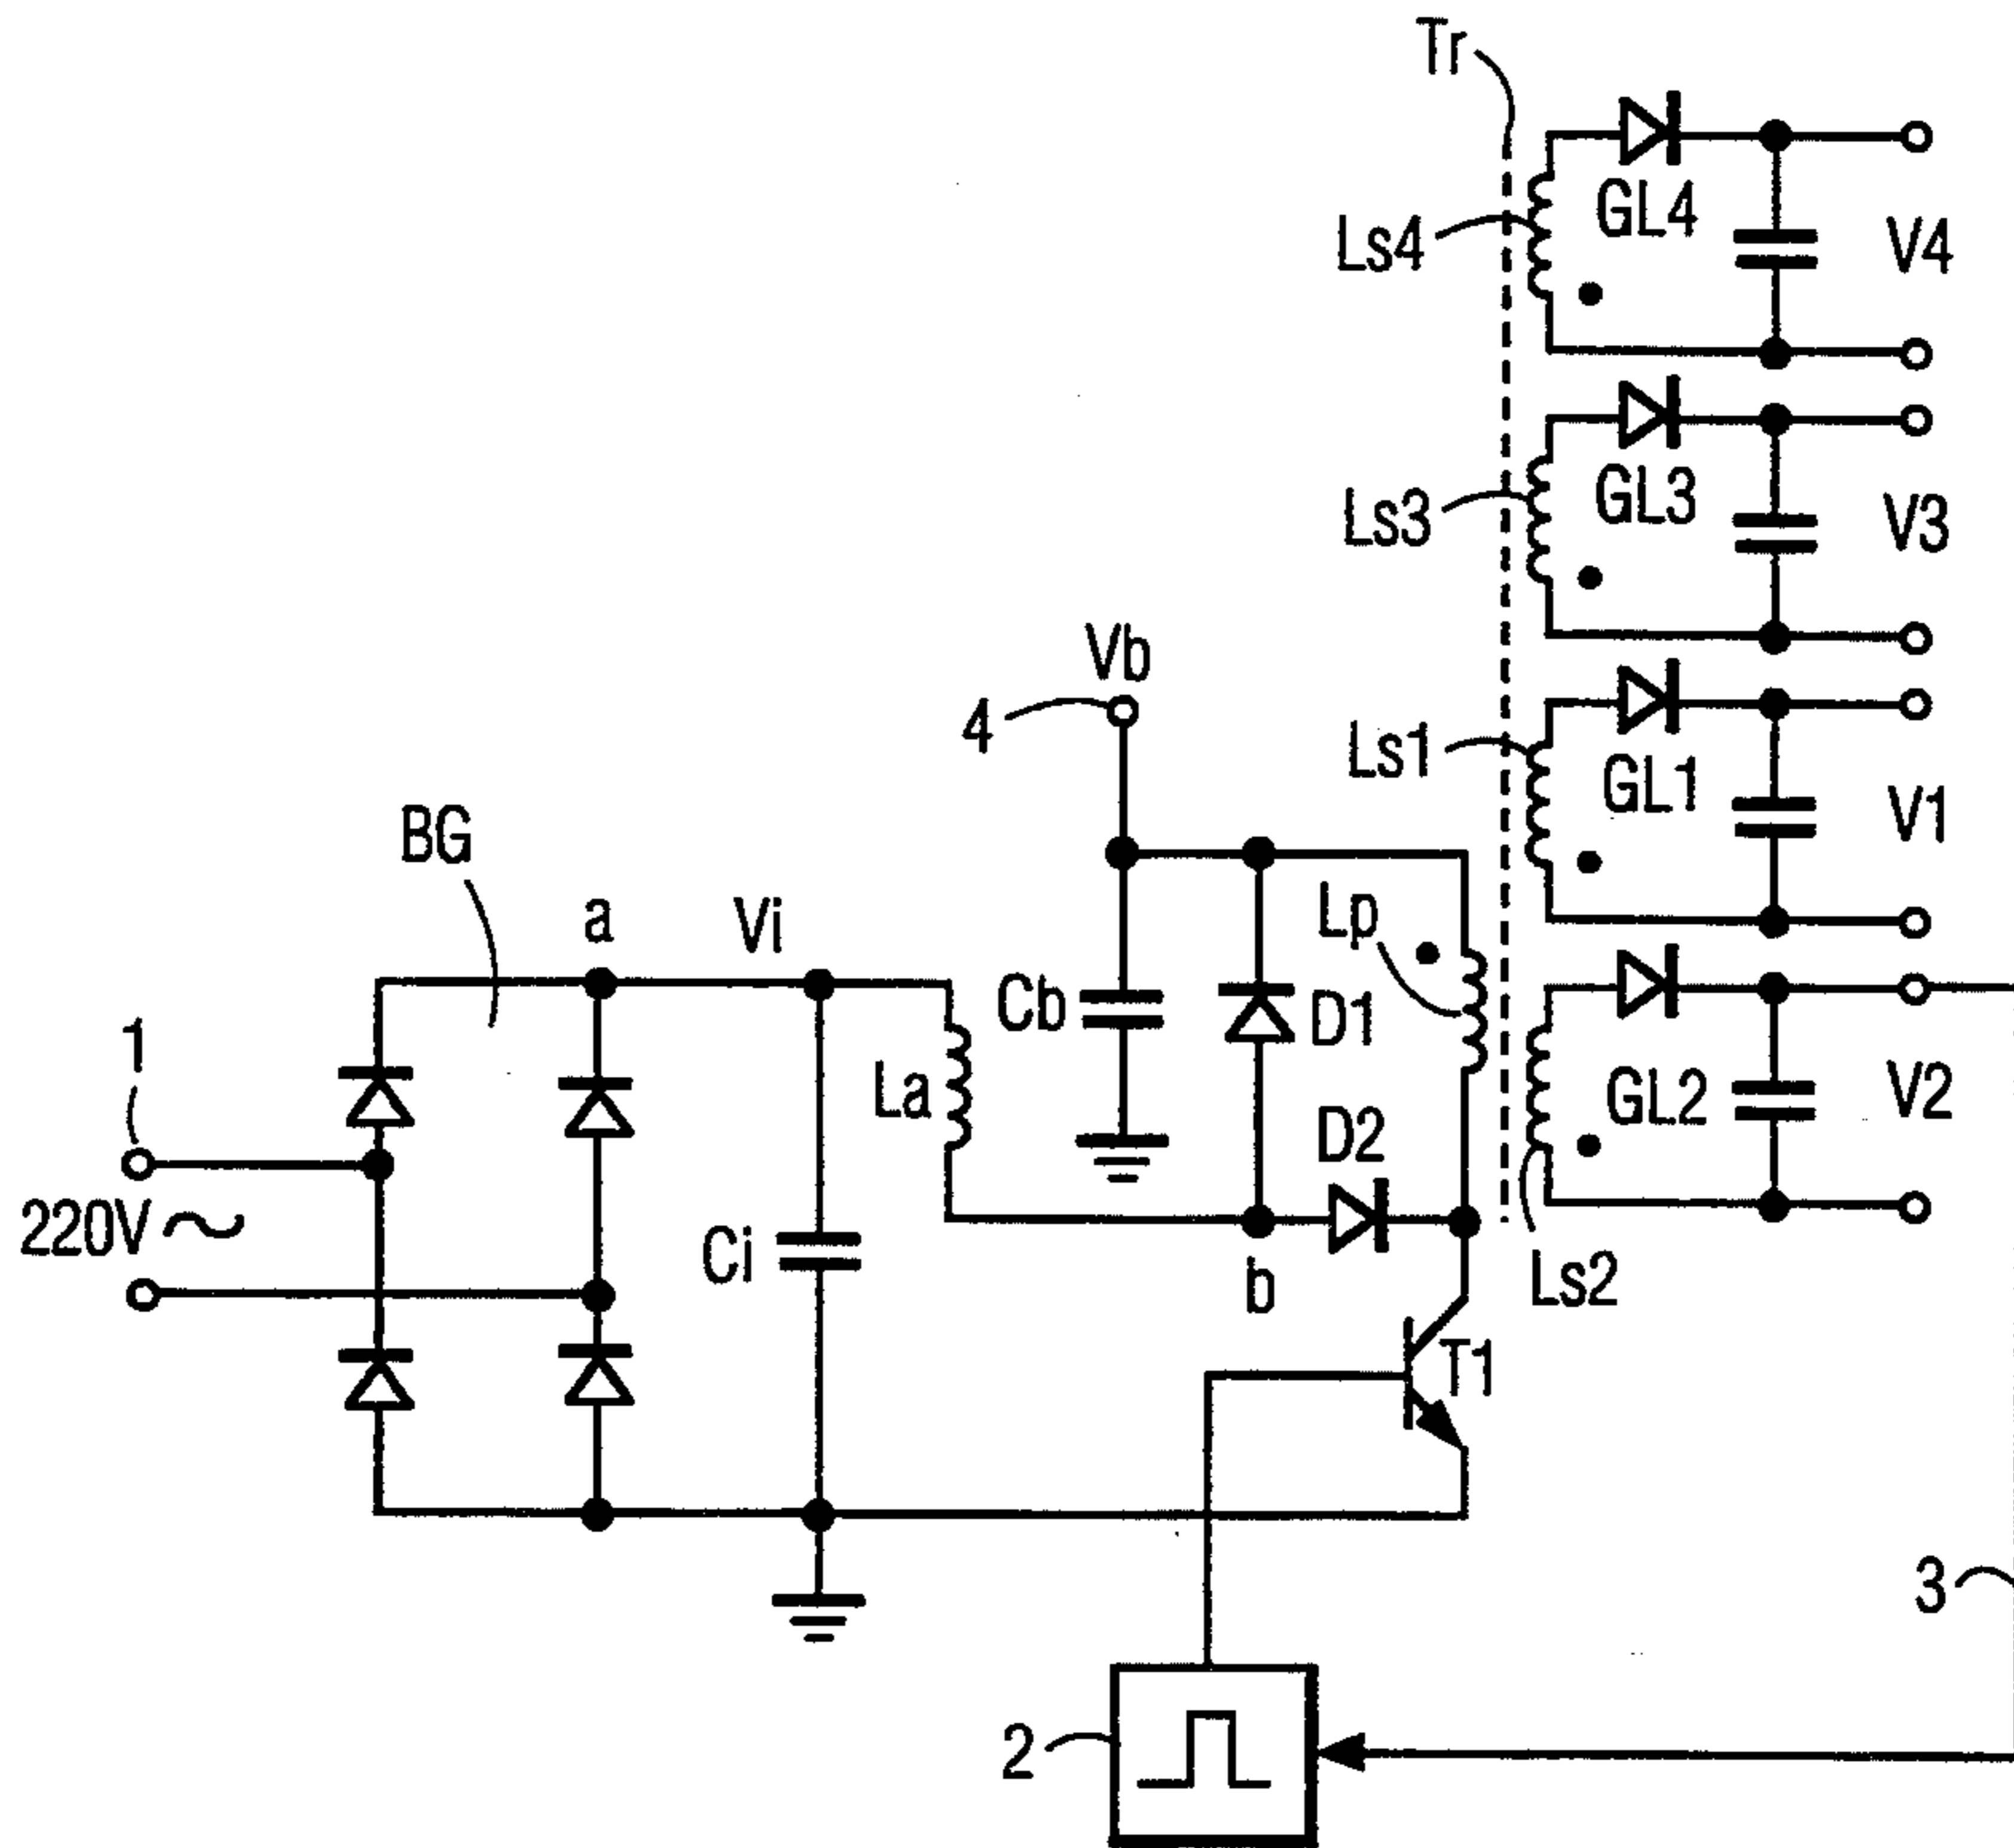 Tr
GL4
Ls4
V4
GL3
Ls3
V3
Vb
4
Ls1
GL1
V1
BG
a
Vi
Lp
Cb
D1
1
La
GL2
V2
D2
220V ~
Ci
b
Ls2
T1
3
2